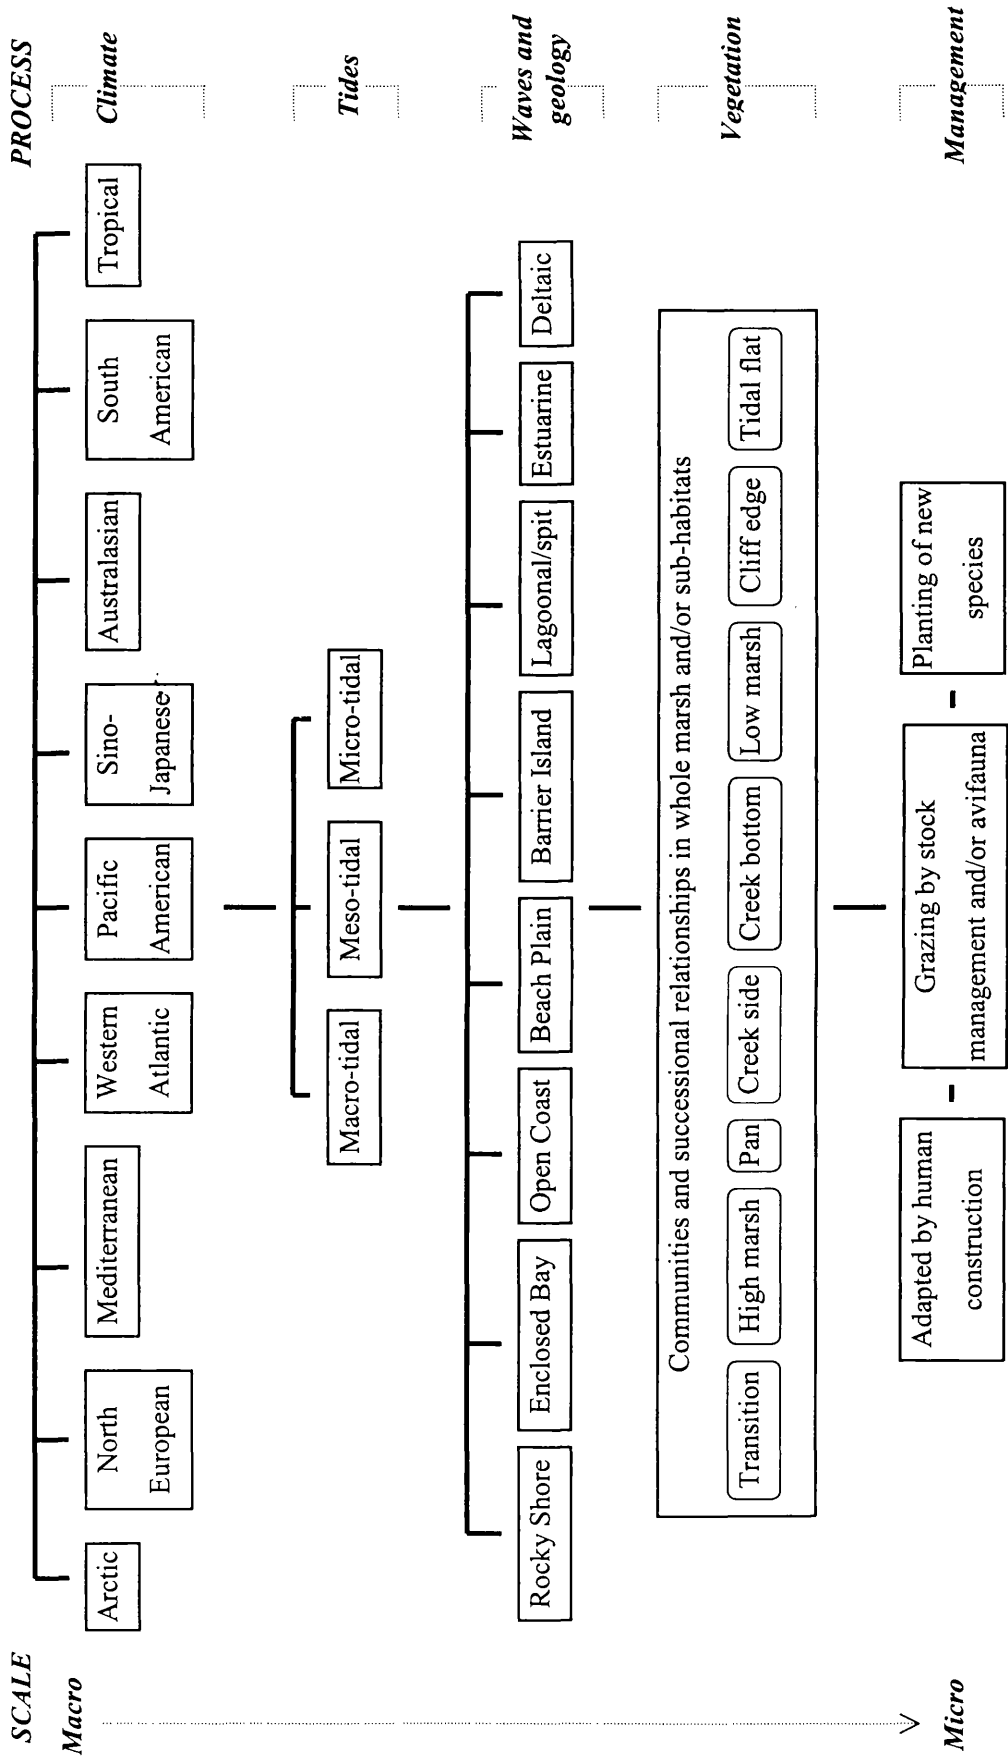 SCALE
PROCESS
Macro
Climate
Arctic
North
European
Mediterranean
Western
Atlantic
Pacific
American
Sino-
Japanese
Australasian
South
American
Tropical
Tides
Macro-tidal
Meso-tidal
Micro-tidal
Waves and
geology
Rocky Shore
Enclosed Bay
Open Coast
Beach Plain
Barrier Island
Lagoonal/spit
Estuarine
Deltaic
Vegetation
Communities and successional relationships in whole marsh and/or sub-habitats
Transition
High marsh
Pan
Creek side
Creek bottom
Low marsh
Cliff edge
Tidal flat
Micro
Management
Adapted by human
construction
Grazing by stock
management and/or avifauna
Planting of new
species